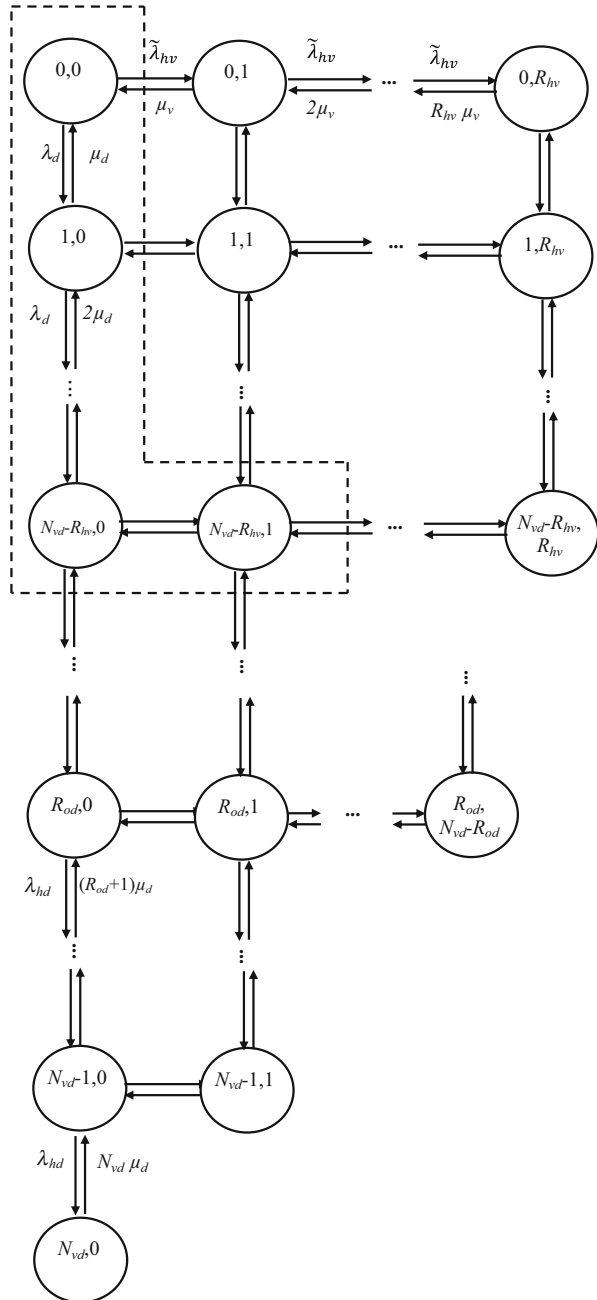 0,0 λ̃hv 0,1 λ̃hv ... λ̃hv 0,Rhv
μv 2μv Rhv μv
λd μd
1,0 1,1 ... 1,Rhv
λd 2μd
... ... ...
Nvd-Rhv,0 Nvd-Rhv,1 ... Nvd-Rhv,
Rhv
... ... ...
Rod,0 Rod,1 ... Rod,
Nvd-Rod
λhd (Rod+1)μd
... ...
Nvd-1,0 Nvd-1,1
λhd Nvd μd
Nvd,0